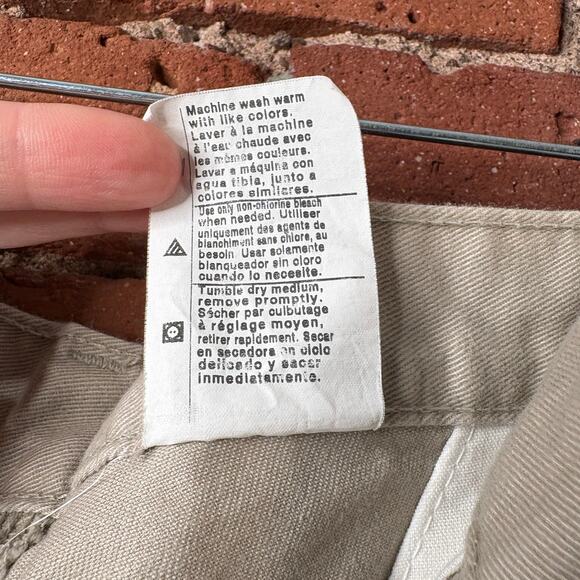 Machine wash warm
with like colors.
Laver à la machine
à l'eau chaude avec
les mêmes couleurs.
Lavar a máquina con
agua tibia, junto a
colores similares.
Use only non-chlorine bleach
when needed. Utiliser
uniquement des agents de
blanchiment sans chlore, au
besoin. Usar solamente
blanqueador sin cloro
cuando lo necesite.
Tumble dry medium,
remove promptly.
Sécher par culbutage
à réglage moyen,
retirer rapidement. Secar
en secadora en ciclo
delicado y sacar
inmediatamente.